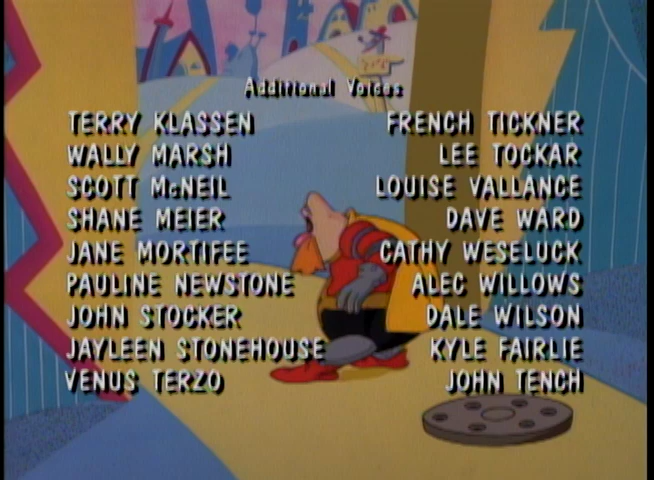 Additional Voices
TERRY KLASSEN FRENCH TICKNER
WALLY MARSH LEE TOCKAR
SCOTT McNEIL LOUISE VALLANCE
SHANE MEIER DAVE WARD
JANE MORTIFEE CATHY WESELUCK
PAULINE NEWSTONE ALEC WILLOWS
JOHN STOCKER DALE WILSON
JAYLEEN STONEHOUSE KYLE FAIRLIE
VENUS TERZO JOHN TENCH